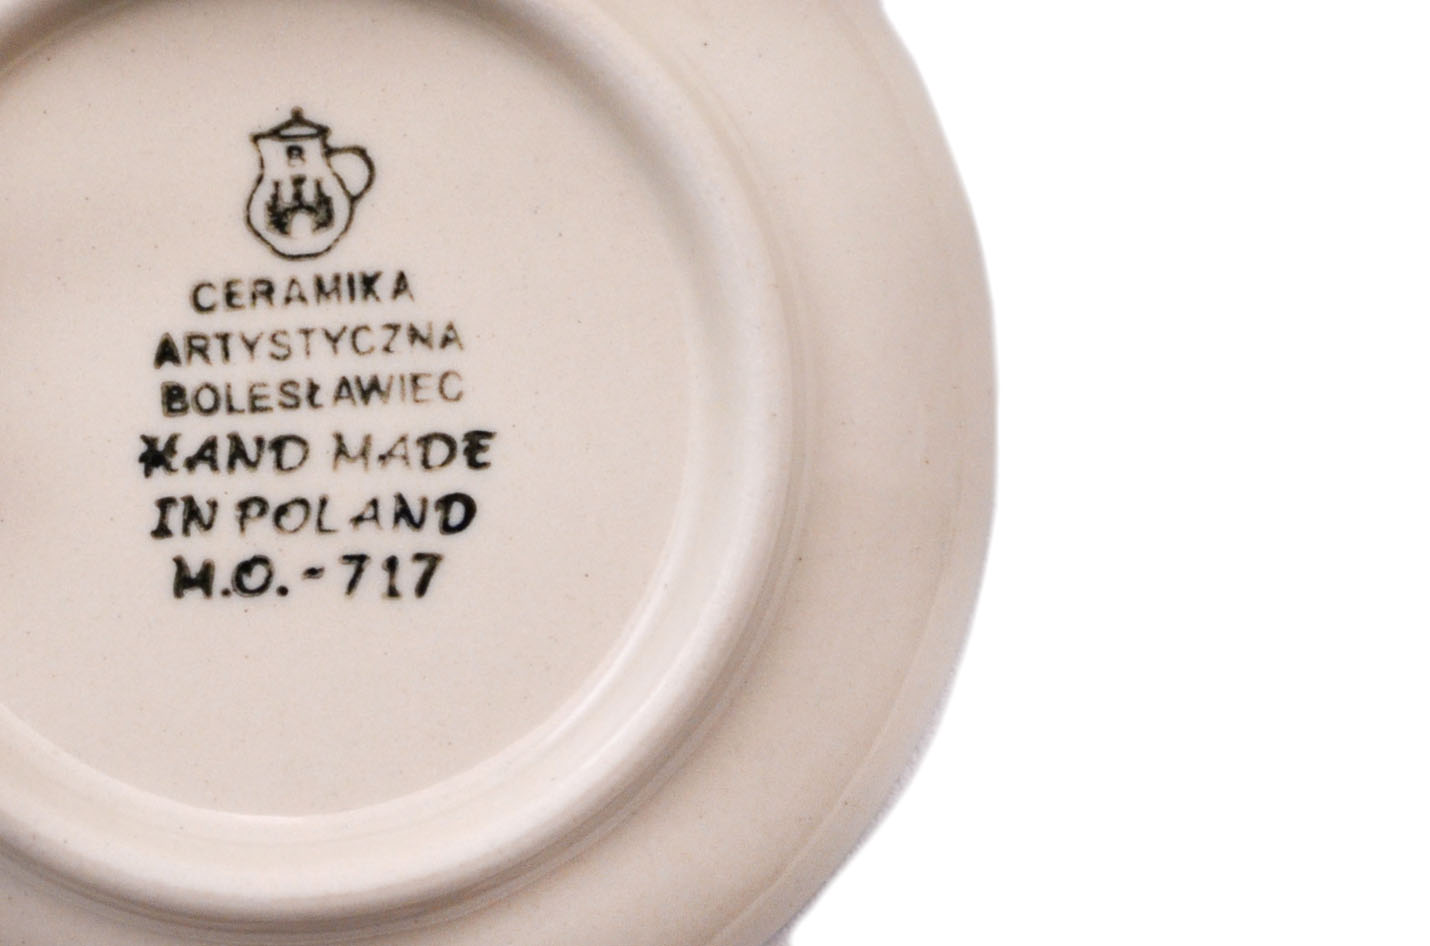 B
CERAMIKA
ARTYSTYCZNA
BOLESŁAWIEC
HAND MADE
IN POLAND
M.O.-717